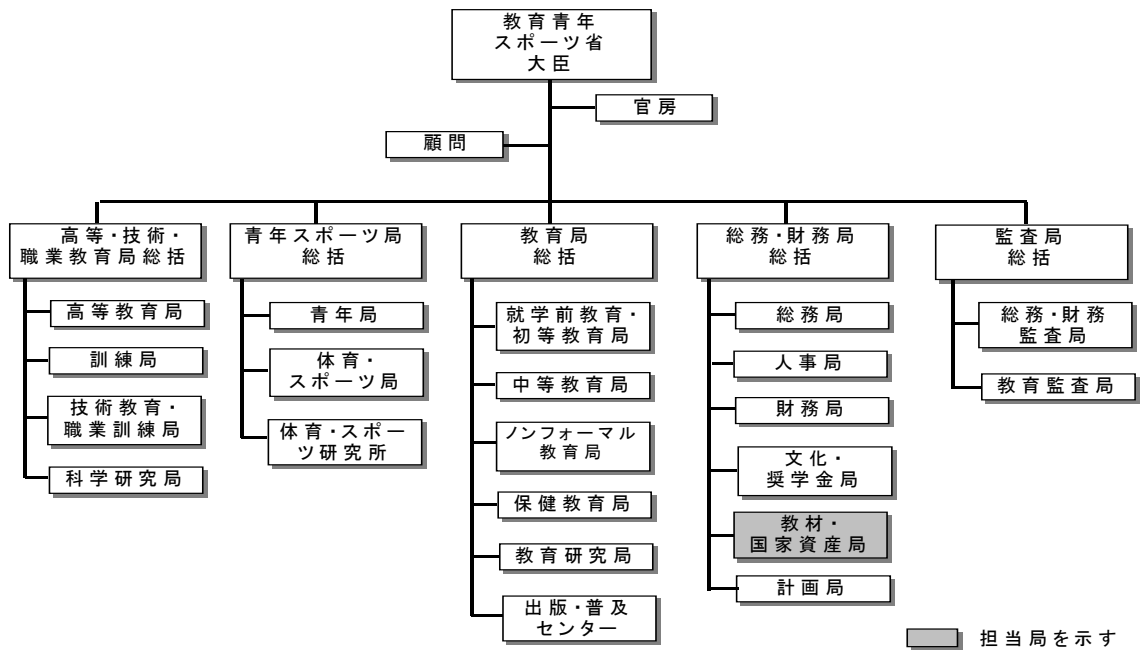 教育青年
スポーツ省
大臣
官房
顧問
高等・技術・
職業教育局総括
高等教育局
訓練局
技術教育・
職業訓練局
科学研究局
青年スポーツ局
総括
青年局
体育・
スポーツ局
体育・スポー
ツ研究所
教育局
総括
就学前教育・
初等教育局
中等教育局
ノンフォーマル
教育局
保健教育局
教育研究局
出版・普及
センター
総務・財務局
総括
総務局
人事局
財務局
文化・
奨学金局
教材・
国家資産局
計画局
監査局
総括
総務・財務
監査局
教育監査局
担当局を示す